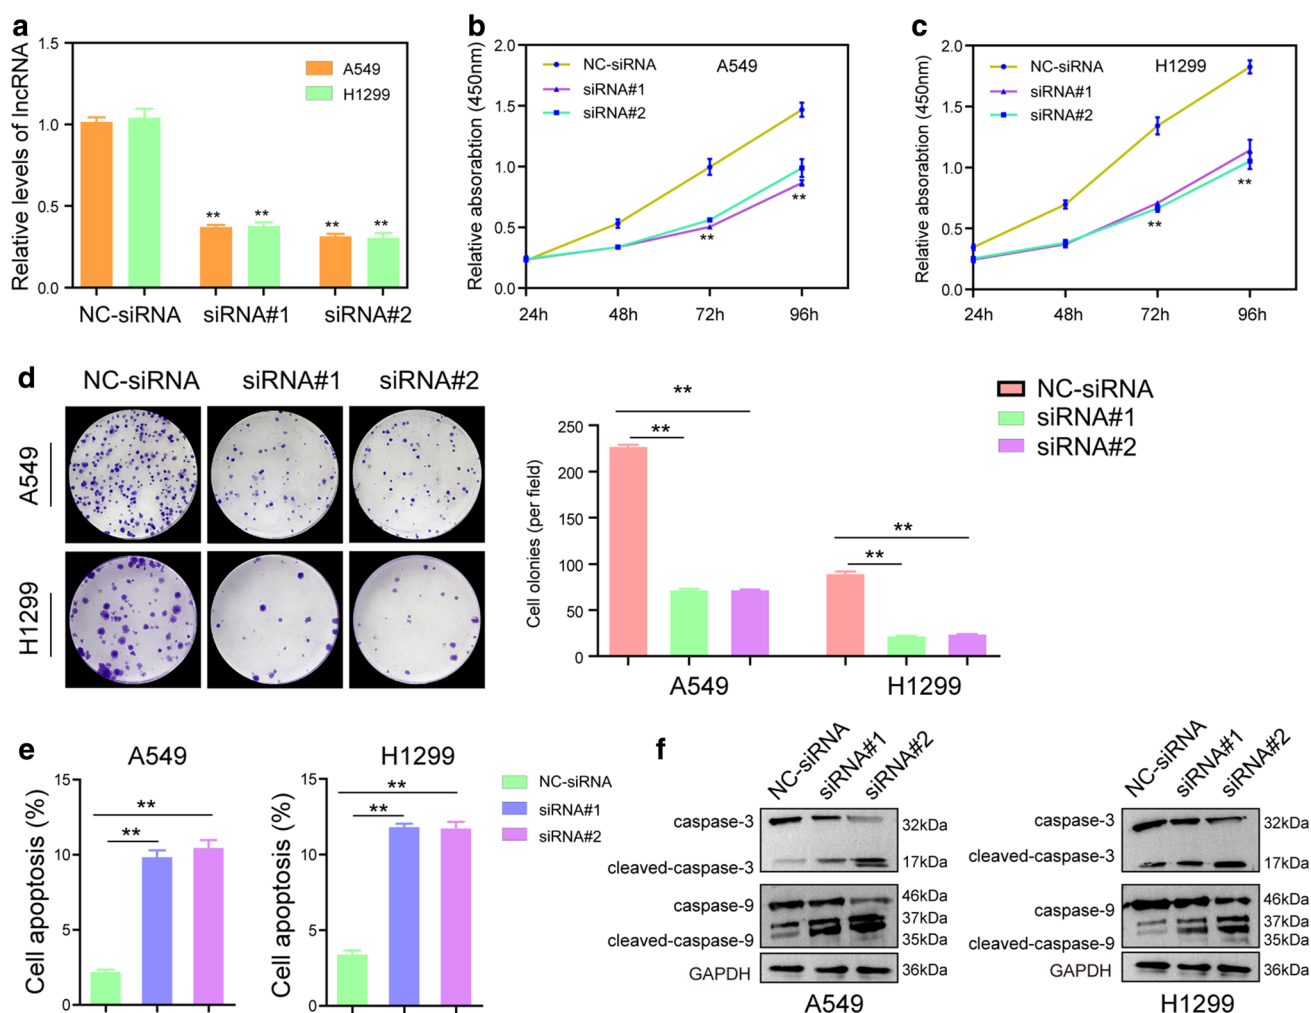 a
Relative levels of lncRNA
1.5
1.0
0.5
0.0
A549
H1299
** ** ** **
NC-siRNA siRNA#1 siRNA#2
b
Relative absorabtion (450nm)
2.0
1.5
1.0
0.5
0.0
NC-siRNA
siRNA#1
siRNA#2
A549
**
**
24h 48h 72h 96h
c
Relative absorabtion (450nm)
2.0
1.5
1.0
0.5
0.0
NC-siRNA
siRNA#1
siRNA#2
H1299
**
**
24h 48h 72h 96h
d
NC-siRNA siRNA#1 siRNA#2
A549
H1299
Cell olonies (per field)
250
200
150
100
50
0
**
**
**
**
A549 H1299
NC-siRNA
siRNA#1
siRNA#2
e
A549
Cell apoptosis (%)
15
10
5
0
**
**
H1299
Cell apoptosis (%)
15
10
5
0
**
**
NC-siRNA
siRNA#1
siRNA#2
f
NC-siRNA siRNA#1 siRNA#2
caspase-3 32kDa
cleaved-caspase-3 17kDa
caspase-9 46kDa
37kDa
cleaved-caspase-9 35kDa
GAPDH 36kDa
A549
NC-siRNA siRNA#1 siRNA#2
caspase-3 32kDa
cleaved-caspase-3 17kDa
caspase-9 46kDa
37kDa
cleaved-caspase-9 35kDa
GAPDH 36kDa
H1299